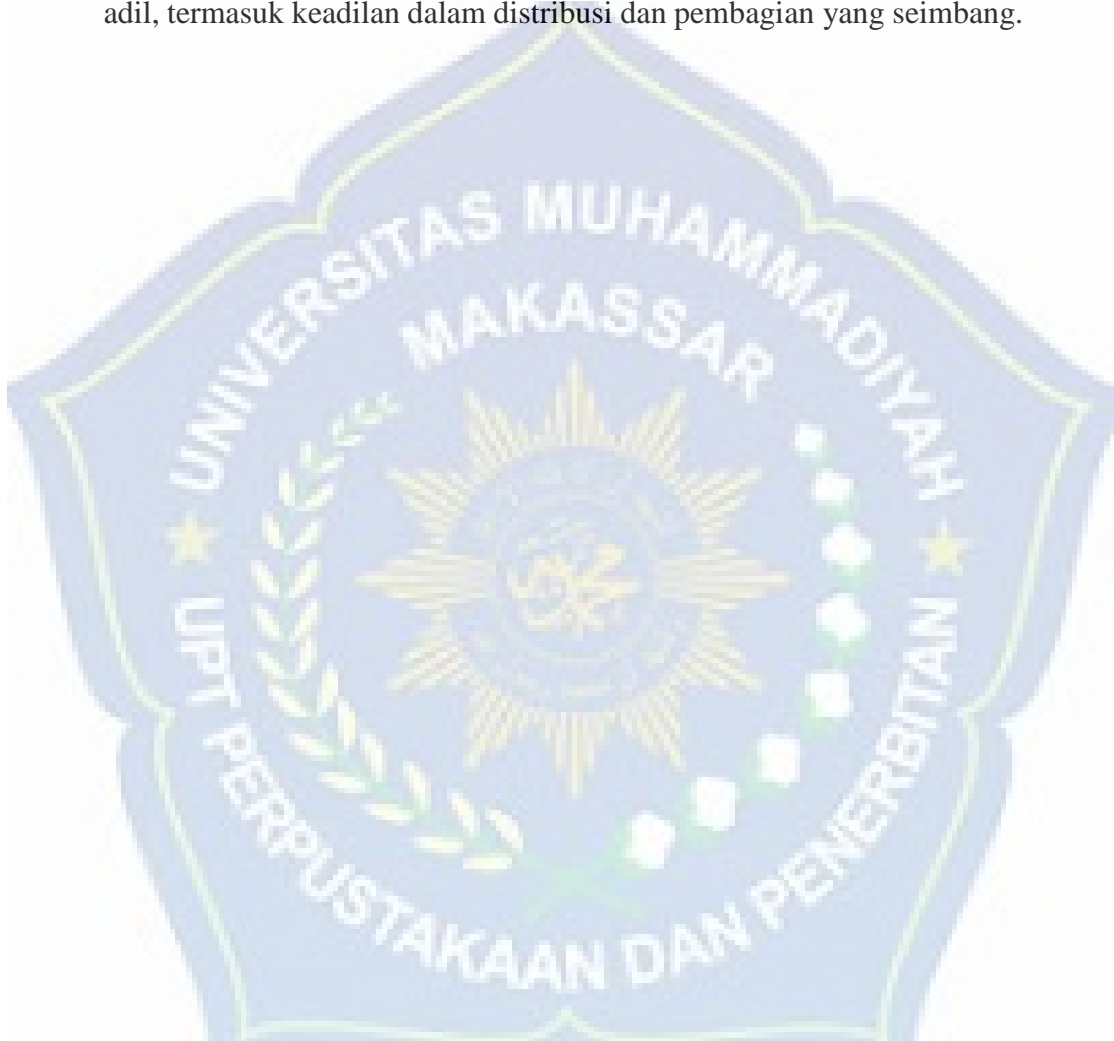 adil, termasuk keadilan dalam distribusi dan pembagian yang seimbang.
UNIVERSITAS MUHAMMADIYAH
MAKASSAR
UPT PERPUSTAKAAN DAN PENERBITAN